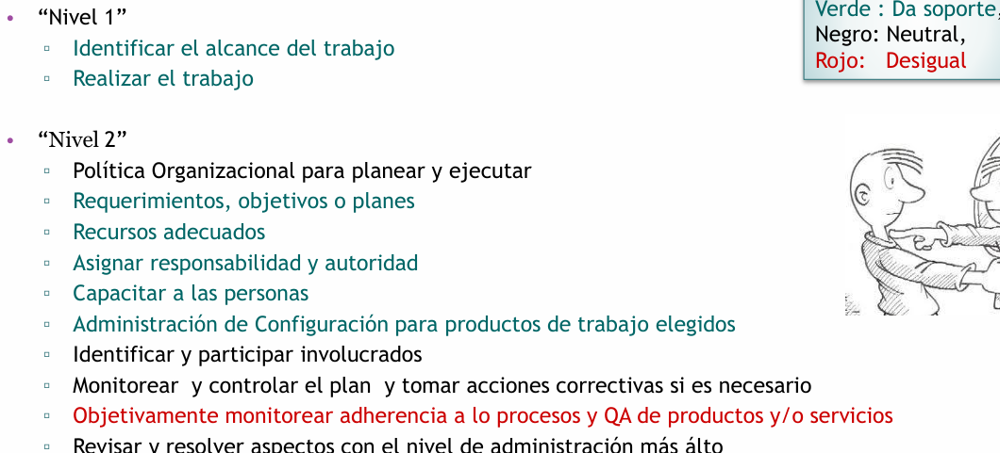 • “Nivel 1”
▫ Identificar el alcance del trabajo
▫ Realizar el trabajo
• “Nivel 2”
▫ Política Organizacional para planear y ejecutar
▫ Requerimientos, objetivos o planes
▫ Recursos adecuados
▫ Asignar responsabilidad y autoridad
▫ Capacitar a las personas
▫ Administración de Configuración para productos de trabajo elegidos
▫ Identificar y participar involucrados
▫ Monitorear y controlar el plan y tomar acciones correctivas si es necesario
▫ Objetivamente monitorear adherencia a lo procesos y QA de productos y/o servicios
▫ Revisar y resolver aspectos con el nivel de administración más álto
Verde : Da soporte,
Negro: Neutral,
Rojo: Desigual